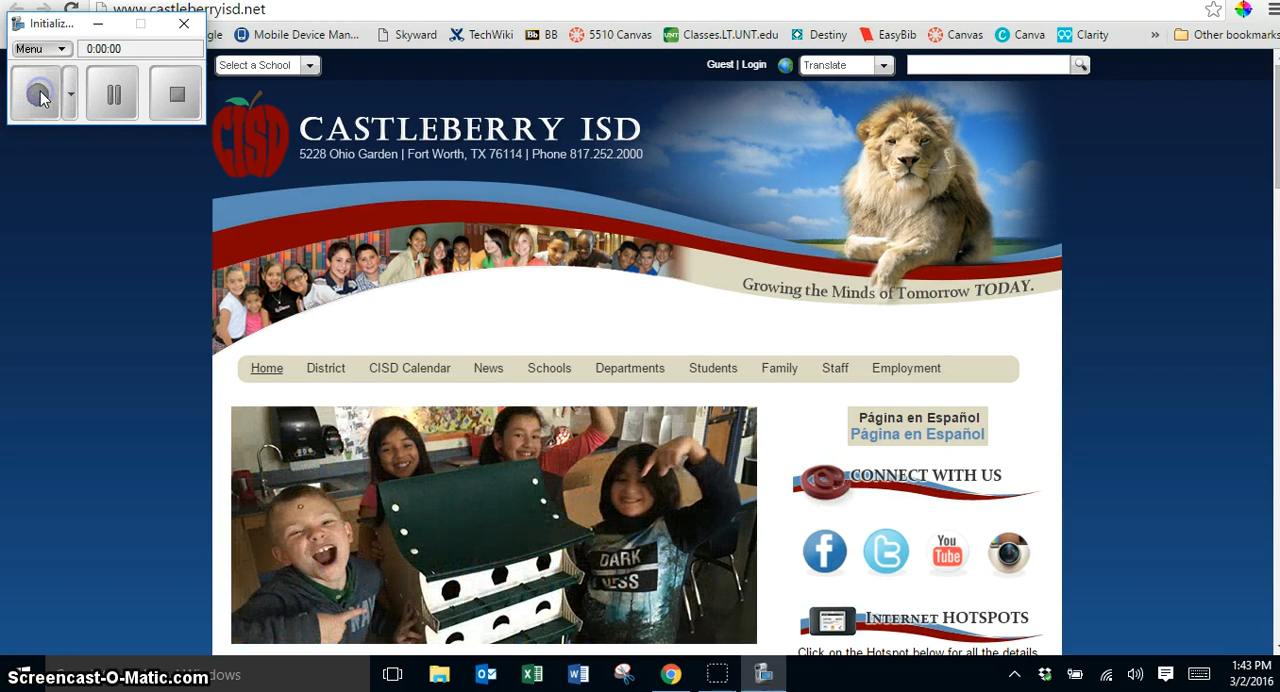 www.castleberryisd.net
Initializ...
Menu
0:00:00
gle
Mobile Device Man...
Skyward
TechWiki
Bb BB
5510 Canvas
UNT Classes.LT.UNT.edu
Destiny
EasyBib
Canvas
Canva
Clarity
»
Other bookmarks
Select a School
Guest | Login
Translate
CISD
CASTLEBERRY ISD
5228 Ohio Garden | Fort Worth, TX 76114 | Phone 817.252.2000
Growing the Minds of Tomorrow TODAY.
Home District CISD Calendar News Schools Departments Students Family Staff Employment
Página en Español
Página en Español
CONNECT WITH US
You
Tube
DARK
NESS
INTERNET HOTSPOTS
Click on the Hotspot below for all the details
Screencast-O-Matic.com
Windows
1:43 PM
3/2/2016